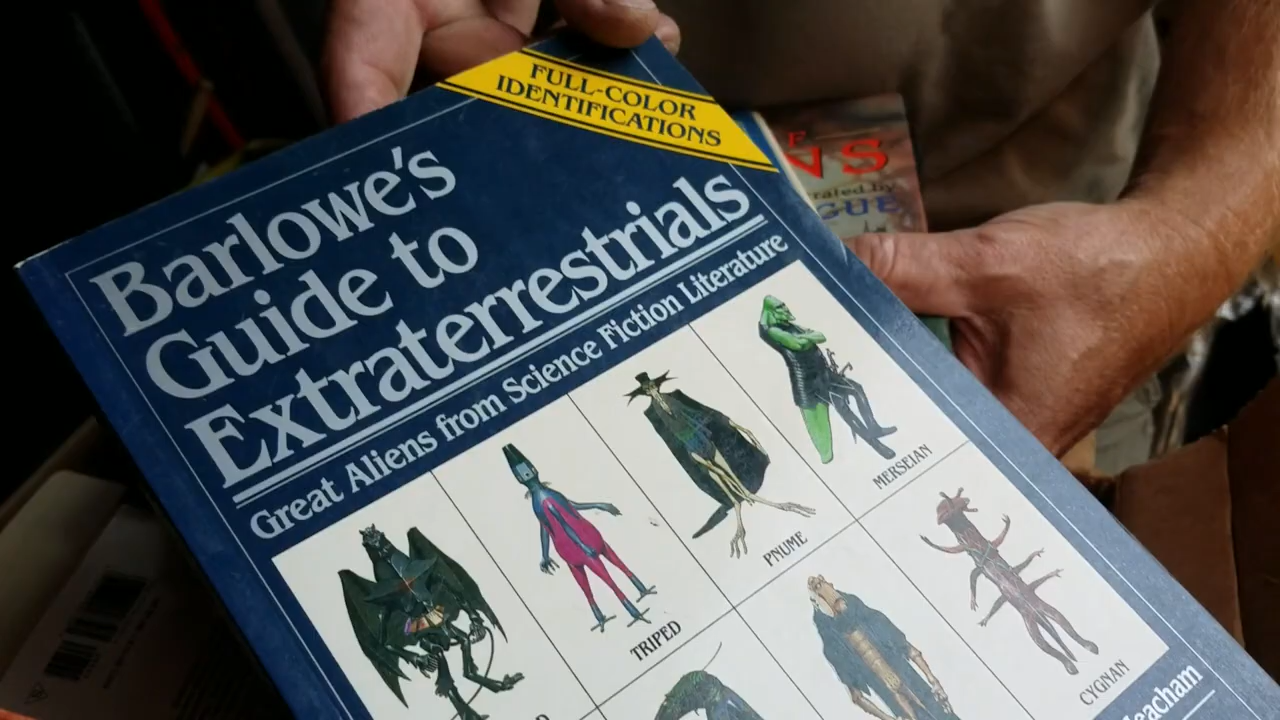 FULL-COLOR
IDENTIFICATIONS
Barlowe's
Guide to
Extraterrestrials
Great Aliens from Science Fiction Literature
MERSEIAN
PNUME
TRIPED
CYGNAN